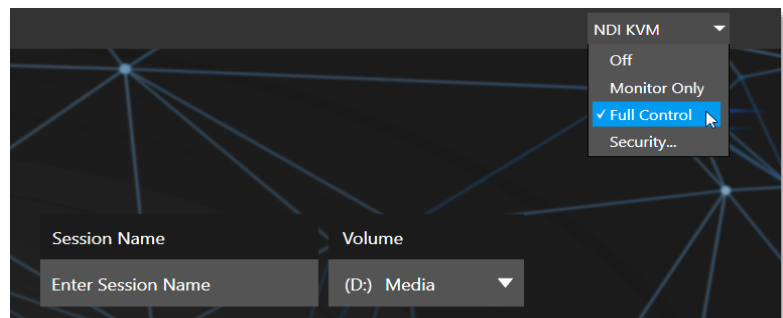 NDI KVM
Off
Monitor Only
✓ Full Control
Security...
Session Name
Volume
Enter Session Name
(D:) Media